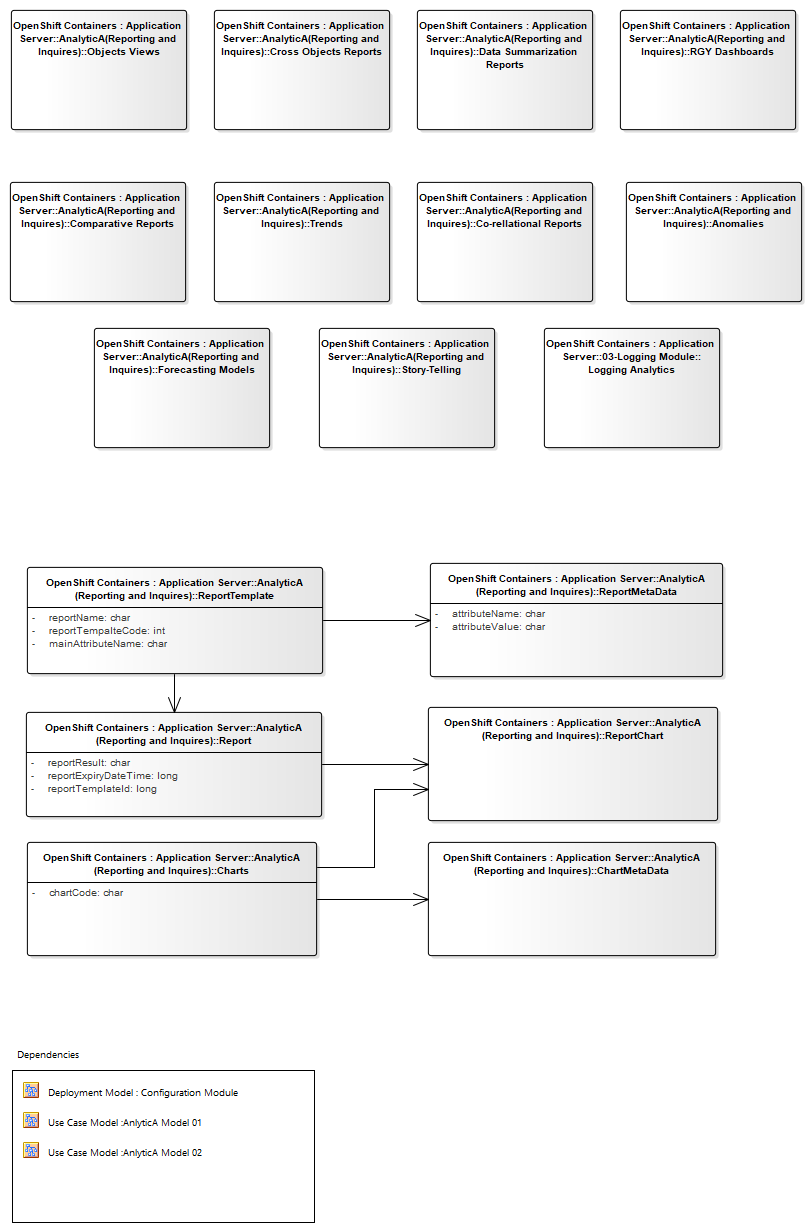 OpenShift Containers : Application
Server::AnalyticA(Reporting and
Inquires)::Objects Views
OpenShift Containers : Application
Server::AnalyticA(Reporting and
Inquires)::Cross Objects Reports
OpenShift Containers : Application
Server::AnalyticA(Reporting and
Inquires)::Data Summarization
Reports
OpenShift Containers : Application
Server::AnalyticA(Reporting and
Inquires)::RGY Dashboards
OpenShift Containers : Application
Server::AnalyticA(Reporting and
Inquires)::Comparative Reports
OpenShift Containers : Application
Server::AnalyticA(Reporting and
Inquires)::Trends
OpenShift Containers : Application
Server::AnalyticA(Reporting and
Inquires)::Co-rellational Reports
OpenShift Containers : Application
Server::AnalyticA(Reporting and
Inquires)::Anomalies
OpenShift Containers : Application
Server::AnalyticA(Reporting and
Inquires)::Forecasting Models
OpenShift Containers : Application
Server::AnalyticA(Reporting and
Inquires)::Story-Telling
OpenShift Containers : Application
Server::03-Logging Module::
Logging Analytics
OpenShift Containers : Application Server::AnalyticA
(Reporting and Inquires)::ReportTemplate
- reportName: char
- reportTempalteCode: int
- mainAttributeName: char
OpenShift Containers : Application Server::AnalyticA
(Reporting and Inquires)::ReportMetaData
- attributeName: char
- attributeValue: char
OpenShift Containers : Application Server::AnalyticA
(Reporting and Inquires)::Report
- reportResult: char
- reportExpiryDateTime: long
- reportTemplateId: long
OpenShift Containers : Application Server::AnalyticA
(Reporting and Inquires)::ReportChart
OpenShift Containers : Application Server::AnalyticA
(Reporting and Inquires)::Charts
- chartCode: char
OpenShift Containers : Application Server::AnalyticA
(Reporting and Inquires)::ChartMetaData
Dependencies
Deployment Model : Configuration Module
Use Case Model :AnlyticA Model 01
Use Case Model :AnlyticA Model 02